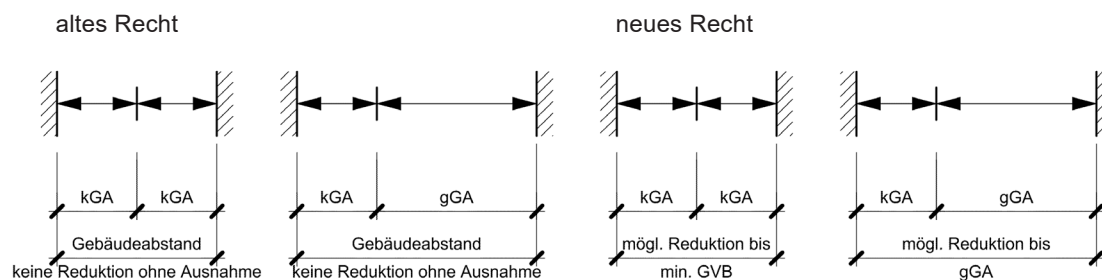 altes Recht
neues Recht
kGA kGA
kGA gGA
kGA kGA
kGA gGA
Gebäudeabstand
Gebäudeabstand
mögl. Reduktion bis
mögl. Reduktion bis
keine Reduktion ohne Ausnahme
keine Reduktion ohne Ausnahme
min. GVB
gGA